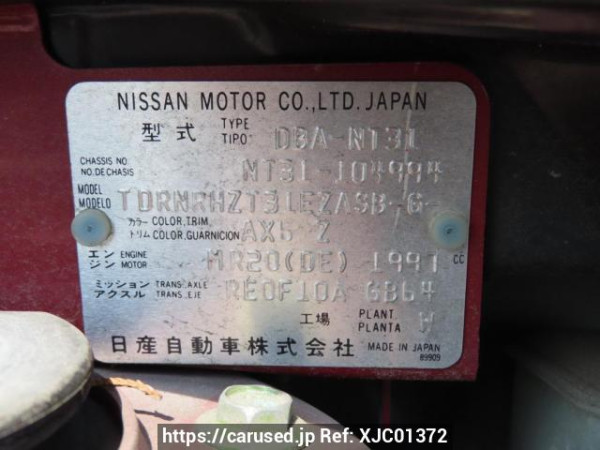 NISSAN MOTOR CO.,LTD. JAPAN
型式 TYPE TIPO DBA-NT31
CHASSIS NO. NO.DE CHASIS NT31-104994
MODEL MODELO TDRNRHZT31EZASB-G-
カラー COLOR,TRIM トリム COLOR,GUARNICION AX5 Z
エンジン ENGINE MOTOR MR20(DE) 1997 CC
ミッション TRANS.AXLE アクスル TRANS.EJE RE0F10A GB64
工場 PLANT PLANTA W
日産自動車株式会社 MADE IN JAPAN
89909
https://carused.jp Ref: XJC01372